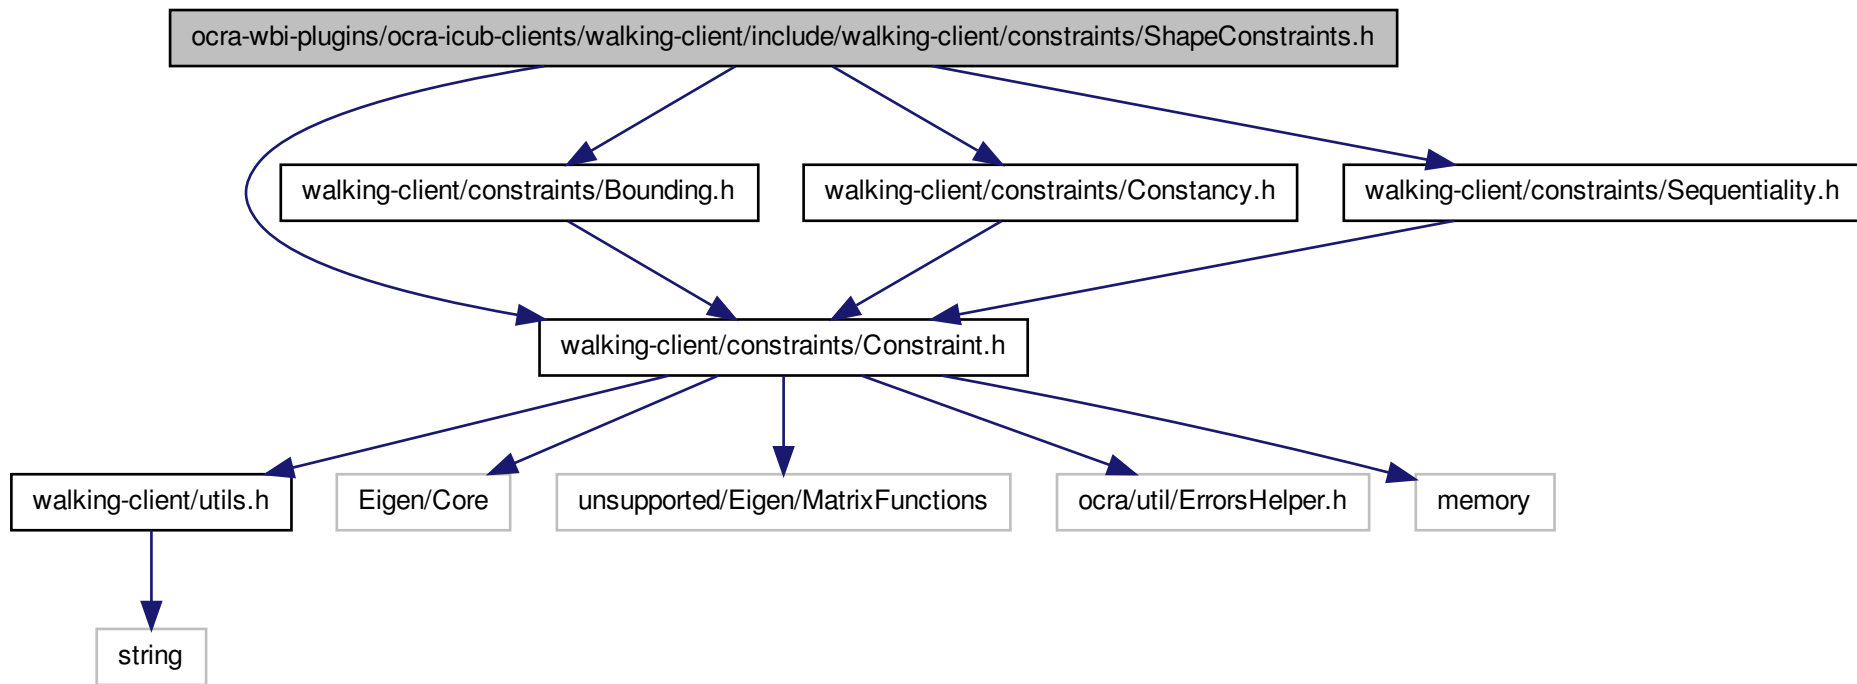 ocra-wbi-plugins/ocra-icub-clients/walking-client/include/walking-client/constraints/ShapeConstraints.h
walking-client/constraints/Bounding.h
walking-client/constraints/Constancy.h
walking-client/constraints/Sequentiality.h
walking-client/constraints/Constraint.h
walking-client/utils.h
Eigen/Core
unsupported/Eigen/MatrixFunctions
ocra/util/ErrorsHelper.h
memory
string